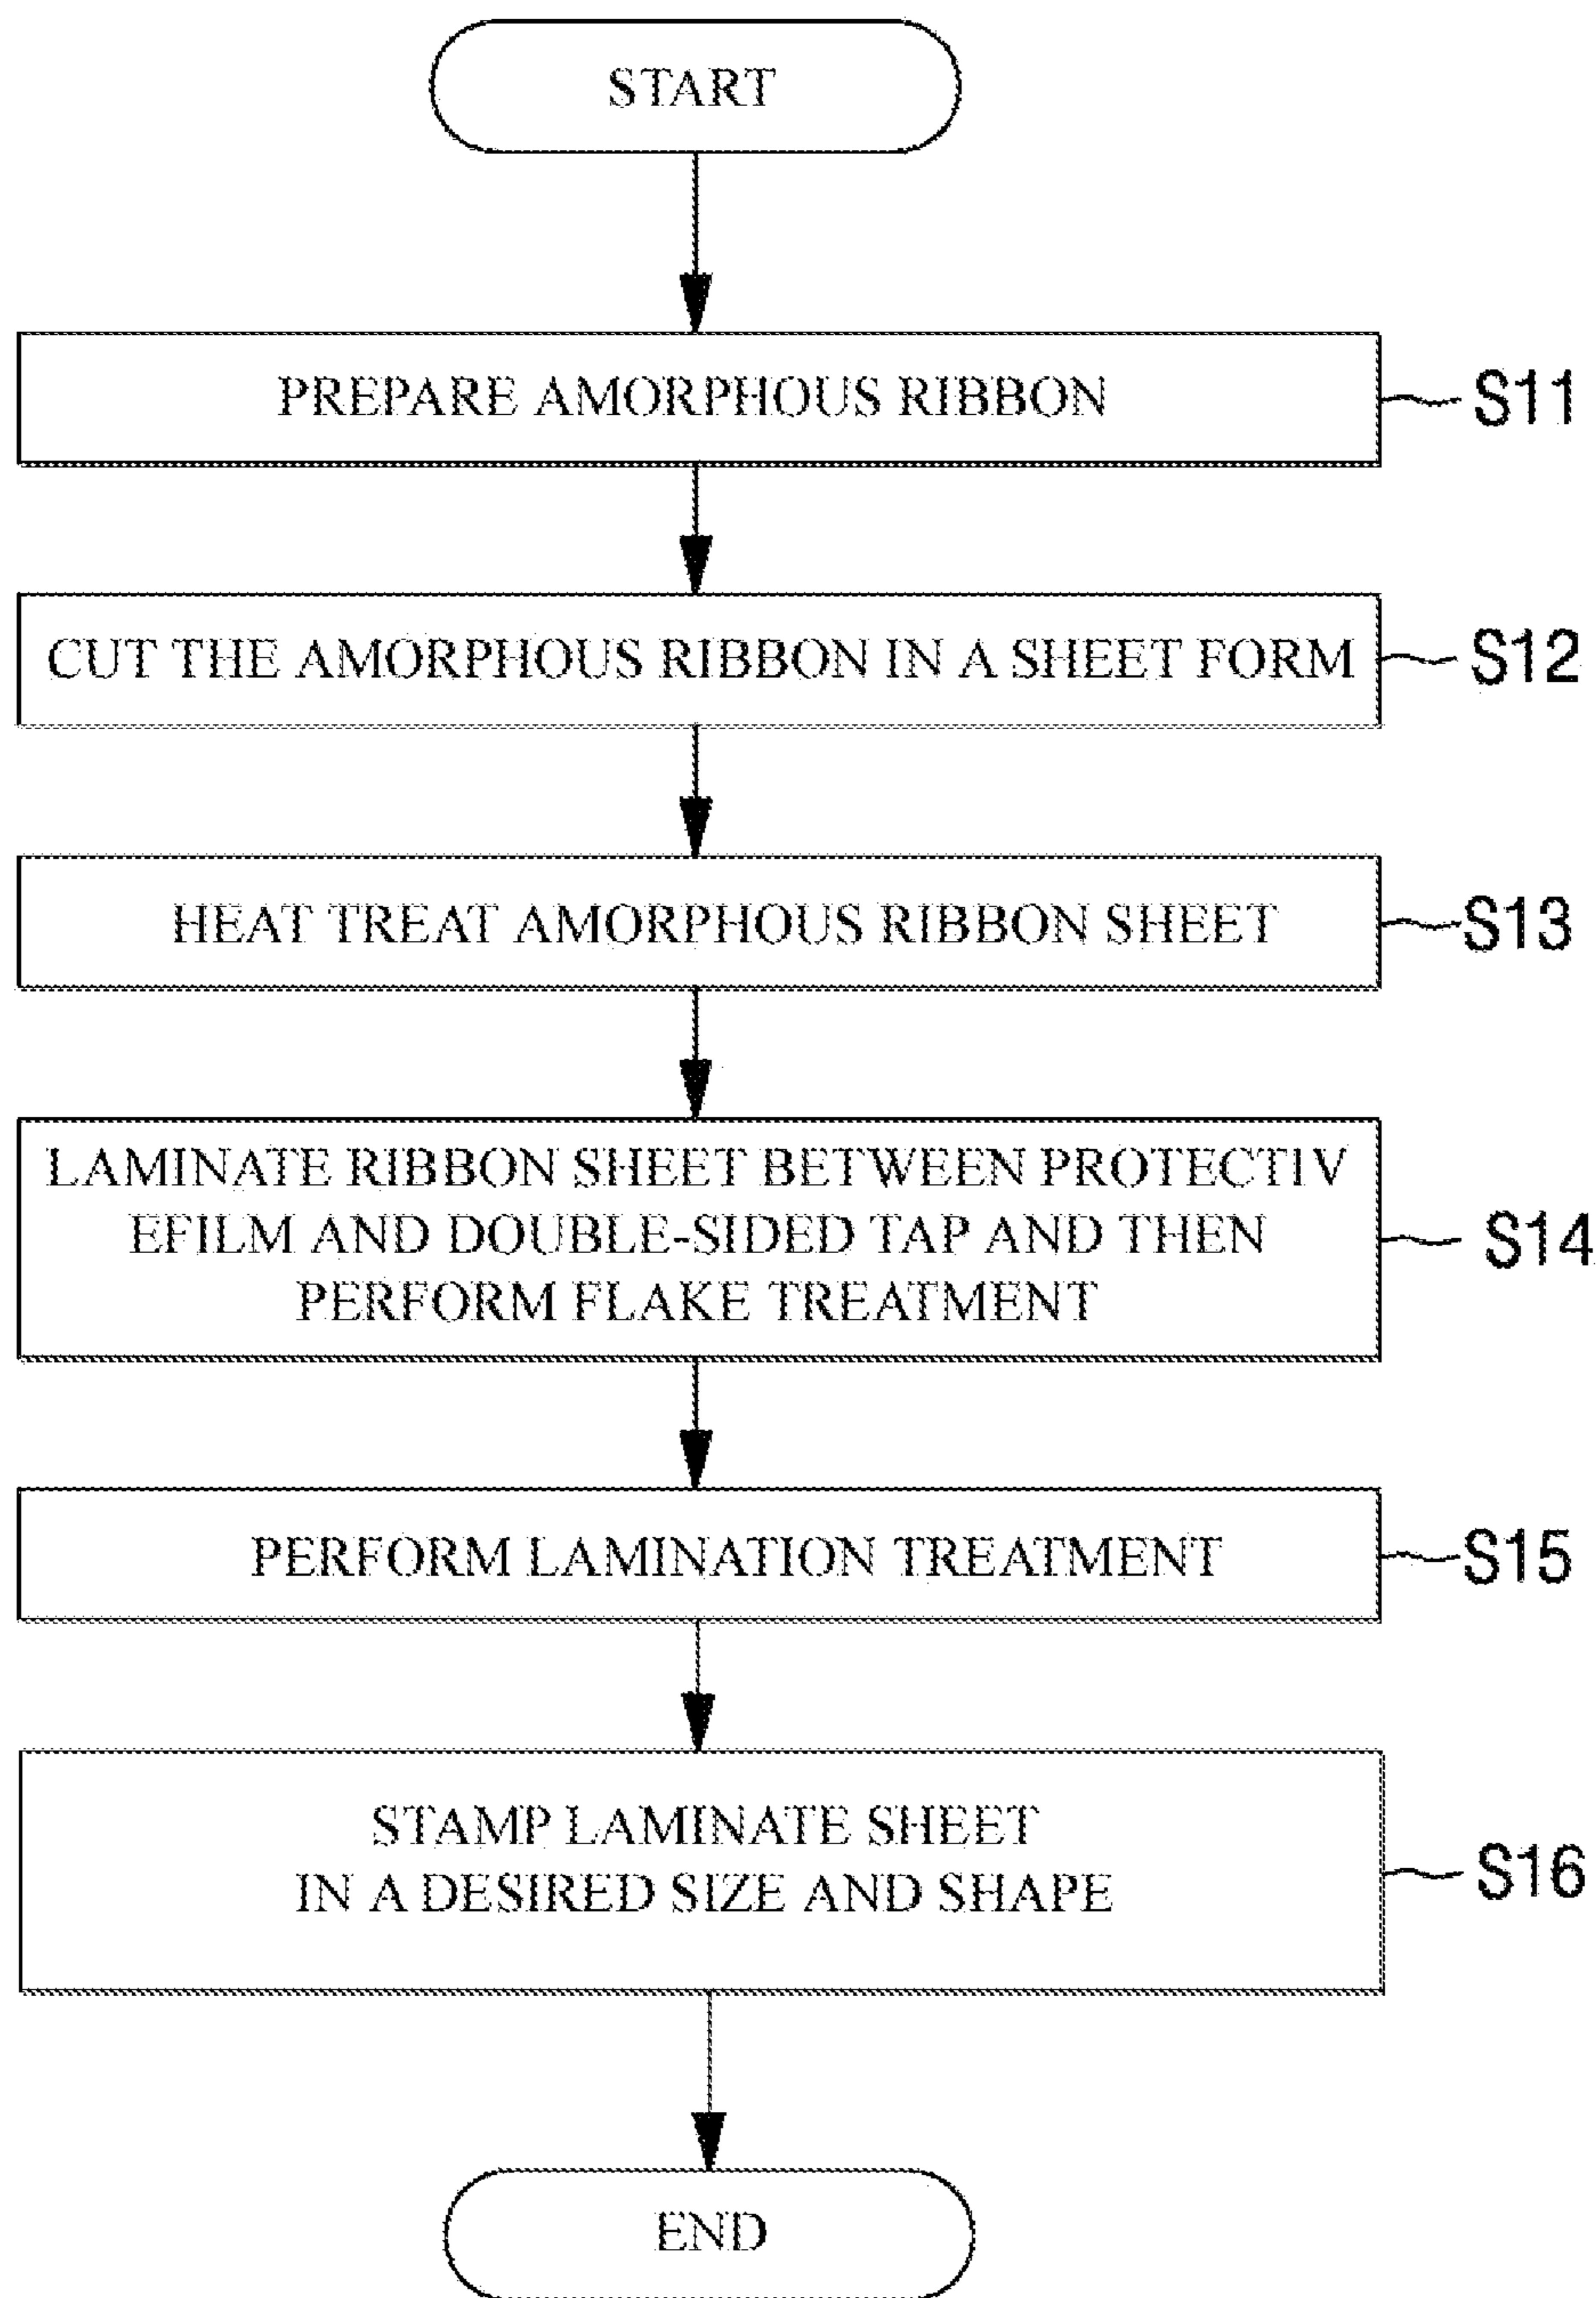 START
PREPARE AMORPHOUS RIBBON
S11
CUT THE AMORPHOUS RIBBON IN A SHEET FORM
S12
HEAT TREAT AMORPHOUS RIBBON SHEET
S13
LAMINATE RIBBON SHEET BETWEEN PROTECTIV
EFILM AND DOUBLE-SIDED TAP AND THEN
PERFORM FLAKE TREATMENT
S14
PERFORM LAMINATION TREATMENT
S15
STAMP LAMINATE SHEET
IN A DESIRED SIZE AND SHAPE
S16
END